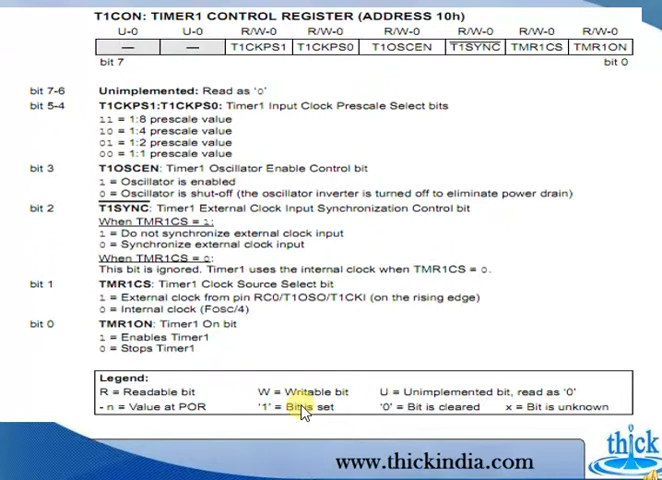 T1CON: TIMER1 CONTROL REGISTER (ADDRESS 10h)
U-0 U-0 R/W-0 R/W-0 R/W-0 R/W-0 R/W-0 R/W-0
— — T1CKPS1 T1CKPS0 T1OSCEN T1SYNC TMR1CS TMR1ON
bit 7 bit 0
bit 7-6 Unimplemented: Read as '0'
bit 5-4 T1CKPS1:T1CKPS0: Timer1 Input Clock Prescale Select bits
11 = 1:8 prescale value
10 = 1:4 prescale value
01 = 1:2 prescale value
00 = 1:1 prescale value
bit 3 T1OSCEN: Timer1 Oscillator Enable Control bit
1 = Oscillator is enabled
0 = Oscillator is shut-off (the oscillator inverter is turned off to eliminate power drain)
bit 2 T1SYNC: Timer1 External Clock Input Synchronization Control bit
When TMR1CS = 1:
1 = Do not synchronize external clock input
0 = Synchronize external clock input
When TMR1CS = 0:
This bit is ignored. Timer1 uses the internal clock when TMR1CS = 0.
bit 1 TMR1CS: Timer1 Clock Source Select bit
1 = External clock from pin RC0/T1OSO/T1CKI (on the rising edge)
0 = Internal clock (FOSC/4)
bit 0 TMR1ON: Timer1 On bit
1 = Enables Timer1
0 = Stops Timer1
Legend:
R = Readable bit W = Writable bit U = Unimplemented bit, read as '0'
- n = Value at POR '1' = Bit is set '0' = Bit is cleared x = Bit is unknown
www.thickindia.com
thick